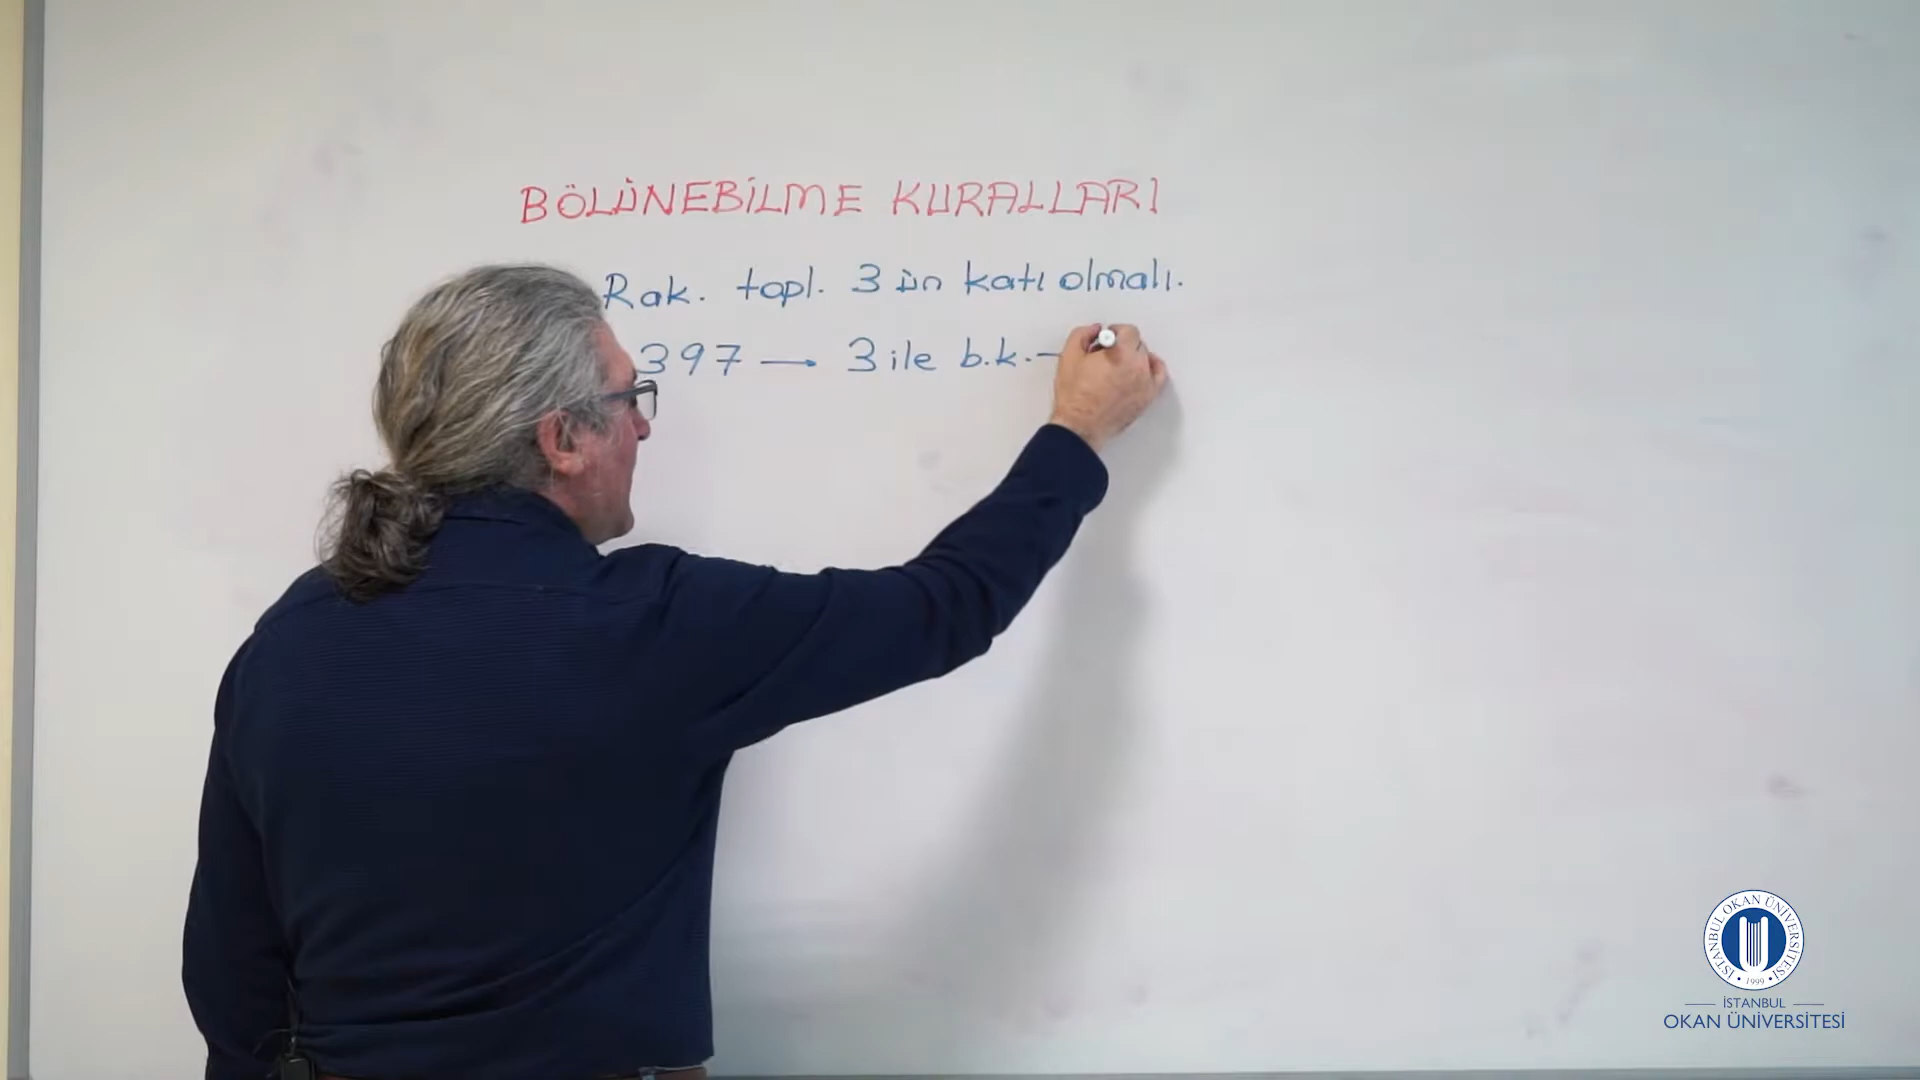 BÖLÜNEBİLME KURALLARI
Rak. topl. 3 ün katı olmalı.
397 → 3 ile b.k. –
İSTANBUL OKAN ÜNİVERSİTESİ
• 1999 •
İSTANBUL
OKAN ÜNİVERSİTESİ